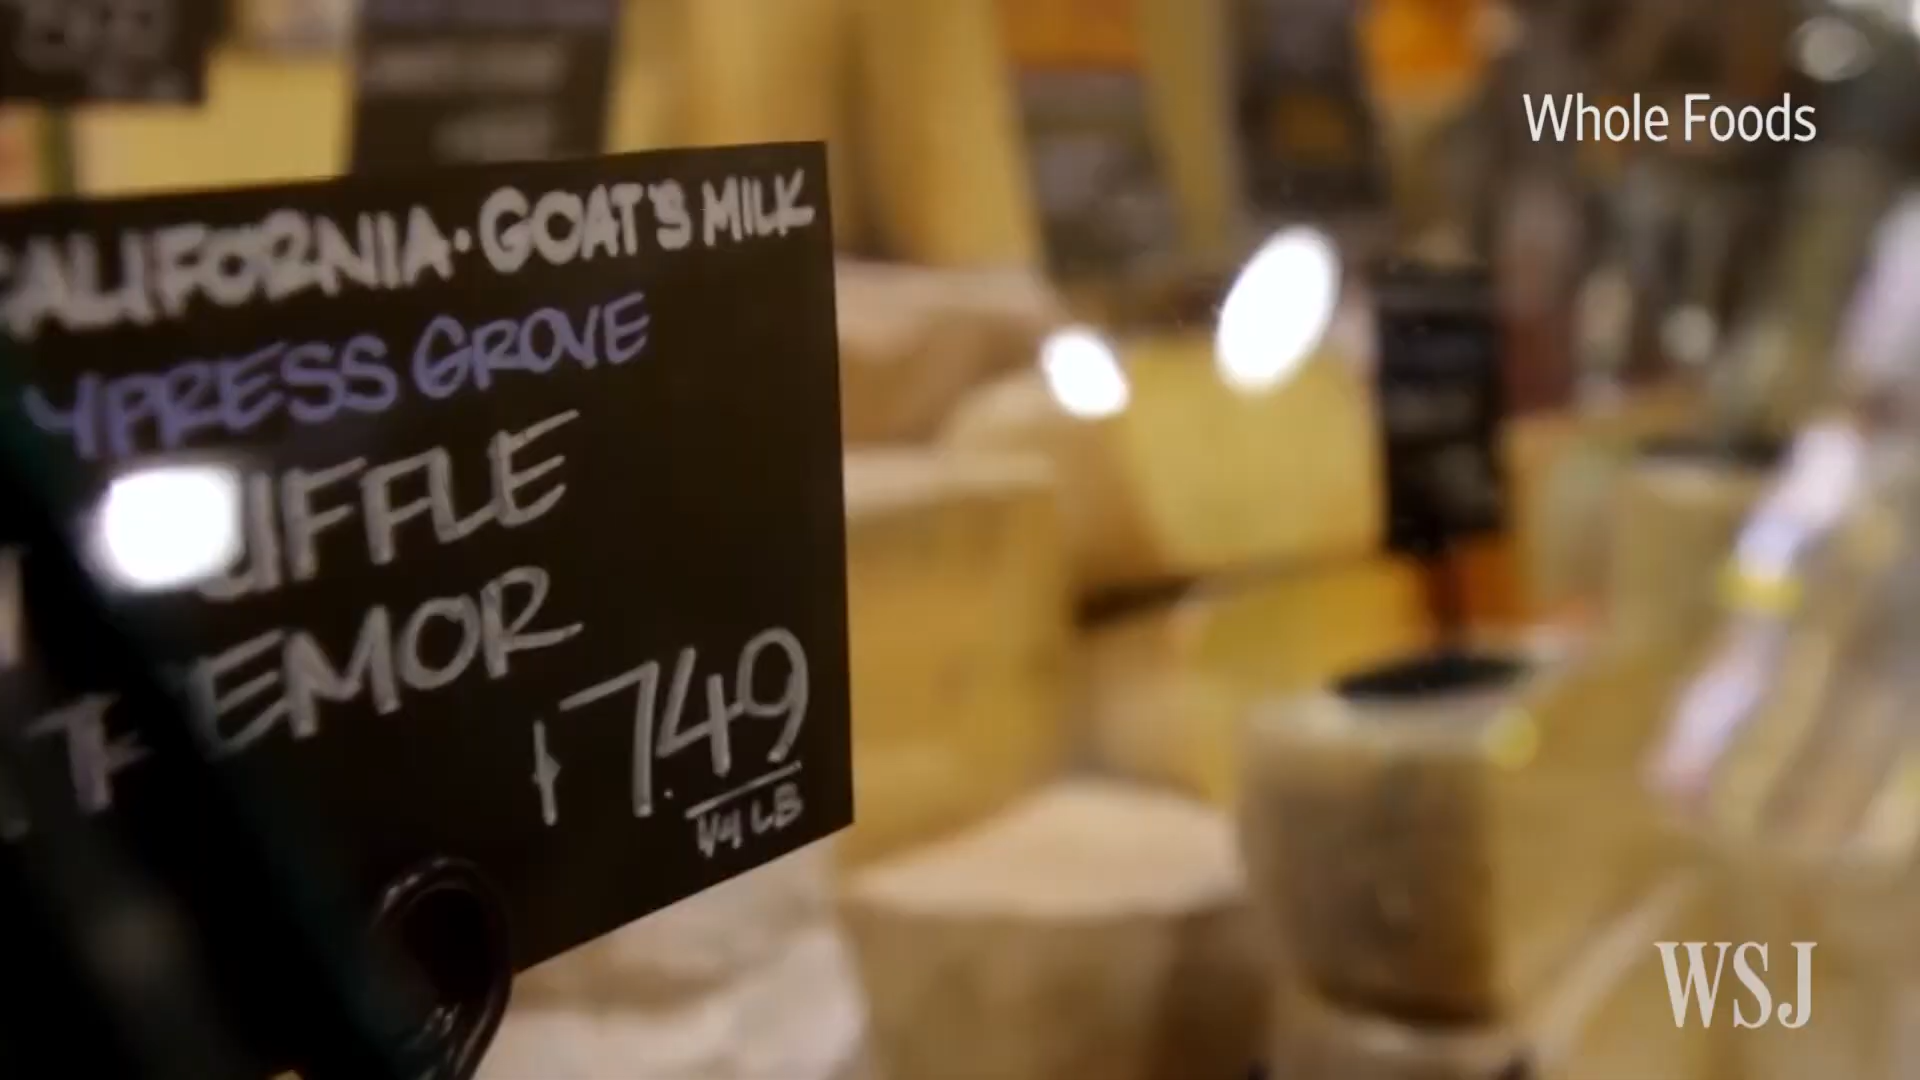 Whole Foods
CALIFORNIA · GOAT'S MILK
YPRESS GROVE
UFFLE
EMOR
$7.49
1/4 LB
WSJ